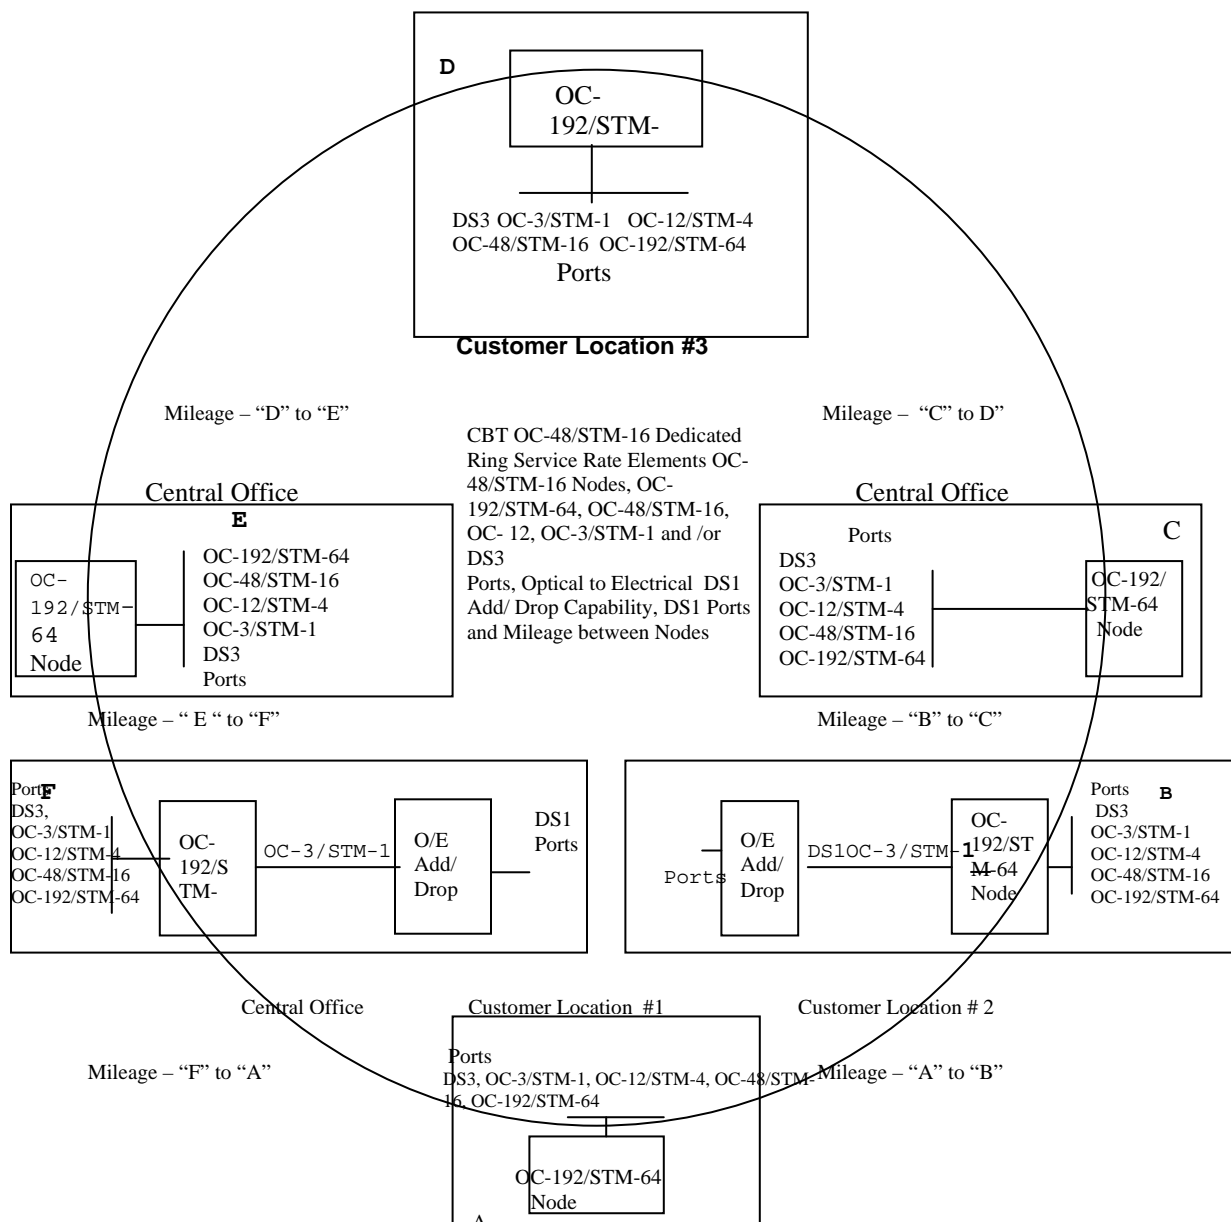 D
OC-
192/STM-
DS3 OC-3/STM-1 OC-12/STM-4
OC-48/STM-16 OC-192/STM-64
Ports
Customer Location #3
Mileage – “D” to “E”
Mileage – “C” to D”
CBT OC-48/STM-16 Dedicated
Ring Service Rate Elements OC-
48/STM-16 Nodes, OC-
192/STM-64, OC-48/STM-16,
OC- 12, OC-3/STM-1 and /or
DS3
Ports, Optical to Electrical DS1
Add/ Drop Capability, DS1 Ports
and Mileage between Nodes
Central Office
E
OC-
192/STM-
64
Node
OC-192/STM-64
OC-48/STM-16
OC-12/STM-4
OC-3/STM-1
DS3
Ports
Central Office
C
Ports
DS3
OC-3/STM-1
OC-12/STM-4
OC-48/STM-16
OC-192/STM-64
OC-192/
STM-64
Node
Mileage – “ E “ to “F”
Mileage – “B” to “C”
Ports
F
DS3,
OC-3/STM-1
OC-12/STM-4
OC-48/STM-16
OC-192/STM-64
OC-
192/S
TM-
OC-3/STM-1
O/E
Add/
Drop
DS1
Ports
Ports
O/E
Add/
Drop
DS1OC-3/STM-1
OC-
192/ST
M-64
Node
Ports
B
DS3
OC-3/STM-1
OC-12/STM-4
OC-48/STM-16
OC-192/STM-64
Central Office
Customer Location #1
Customer Location # 2
Mileage – “F” to “A”
Mileage – “A” to “B”
Ports
DS3, OC-3/STM-1, OC-12/STM-4, OC-48/STM-
16, OC-192/STM-64
OC-192/STM-64
Node
A